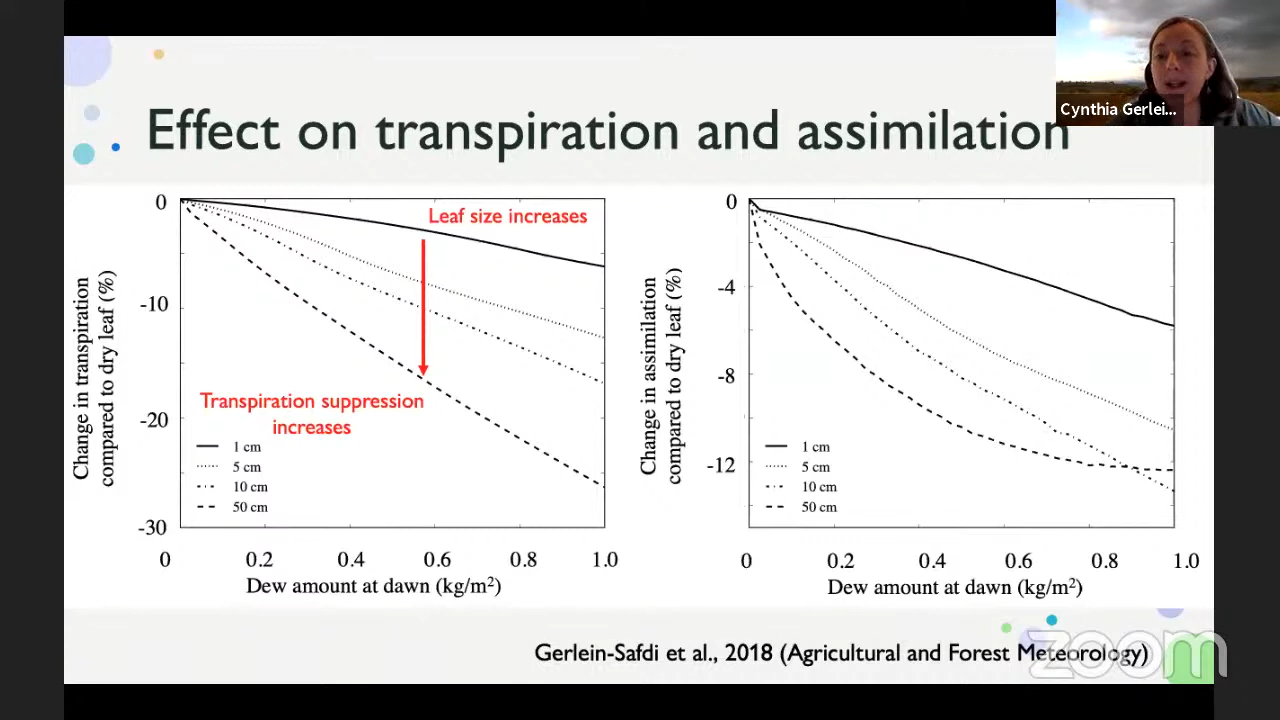 Cynthia Gerlei...
Effect on transpiration and assimilation
0
-10
-20
-30
Change in transpiration
compared to dry leaf (%)
Leaf size increases
Transpiration suppression
increases
1 cm
5 cm
10 cm
50 cm
0 0.2 0.4 0.6 0.8 1.0
Dew amount at dawn (kg/m²)
0
-4
-8
-12
Change in assimilation
compared to dry leaf (%)
1 cm
5 cm
10 cm
50 cm
0 0.2 0.4 0.6 0.8 1.0
Dew amount at dawn (kg/m²)
Gerlein-Safdi et al., 2018 (Agricultural and Forest Meteorology)
zoom